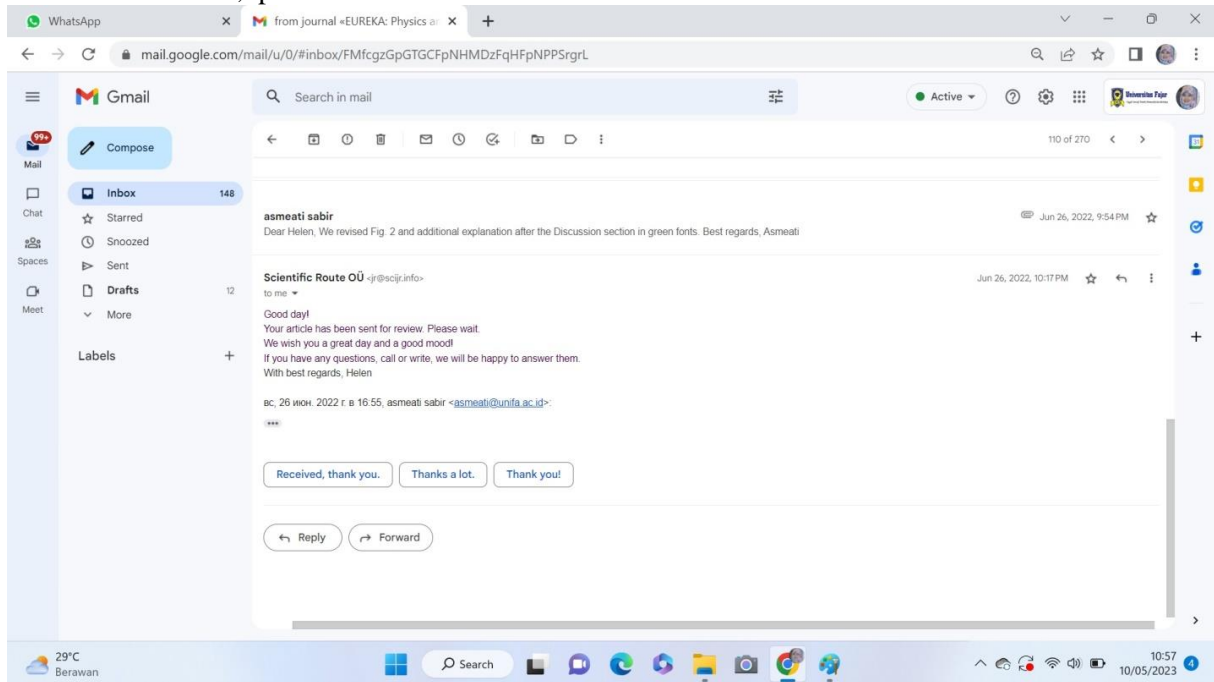 WhatsApp
from journal «EUREKA: Physics an
mail.google.com/mail/u/0/#inbox/FMfcgzGpGTGCFpNHMDzFqHFpNPPSrgrL
Gmail
Search in mail
Active
Universitas Fajar
99+
Mail
Compose
110 of 270
Inbox 148
Chat
Starred
Snoozed
Spaces
Sent
Drafts 12
Meet
More
Labels
asmeati sabir
Jun 26, 2022, 9:54 PM
Dear Helen, We revised Fig. 2 and additional explanation after the Discussion section in green fonts. Best regards, Asmeati
Scientific Route OÜ <jr@scijr.info>
Jun 26, 2022, 10:17 PM
to me
Good day!
Your article has been sent for review. Please wait.
We wish you a great day and a good mood!
If you have any questions, call or write, we will be happy to answer them.
With best regards, Helen
вс, 26 июн. 2022 г. в 16:55, asmeati sabir <asmeati@unifa.ac.id>:
Received, thank you.
Thanks a lot.
Thank you!
Reply
Forward
29°C
Berawan
Search
10:57
10/05/2023
4